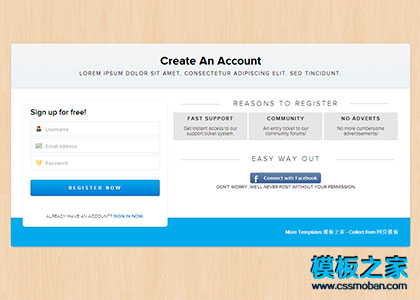 Create An Account
LOREM IPSUM DOLOR SIT AMET, CONSECTETUR ADIPISCING ELIT. SED TINCIDUNT.
Sign up for free!
Username
Email Address
Password
REGISTER NOW
ALREADY HAVE AN ACCOUNT? SIGN IN NOW.
REASONS TO REGISTER
FAST SUPPORT
Get instant access to our
support ticket system.
COMMUNITY
An entry ticket to our
community forums!
NO ADVERTS
No more cumbersome
advertisements!
EASY WAY OUT
f Connect with Facebook
DON'T WORRY. WE'LL NEVER POST WITHOUT YOUR PERMISSION.
More Templates 模板之家 - Collect from 网页模板
模板之家
www.cssmoban.com